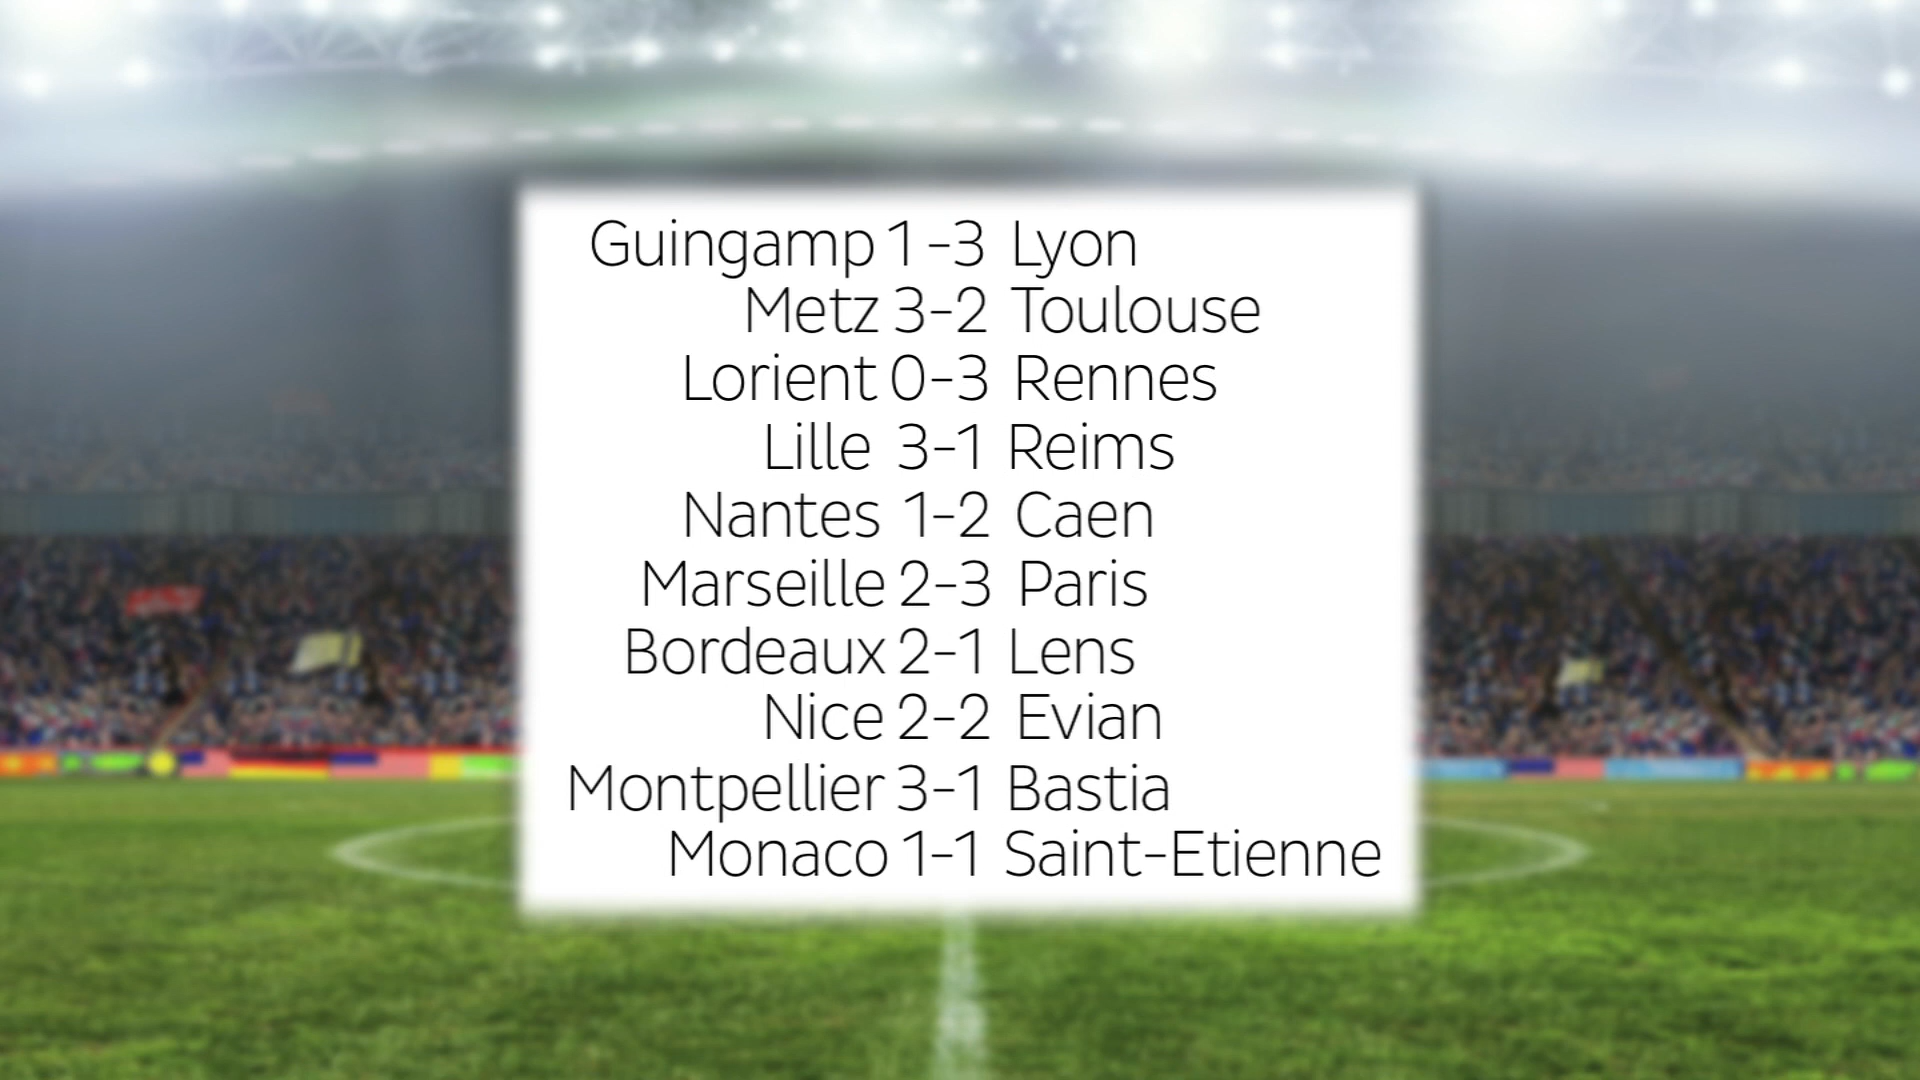 Guingamp 1-3 Lyon
Metz 3-2 Toulouse
Lorient 0-3 Rennes
Lille 3-1 Reims
Nantes 1-2 Caen
Marseille 2-3 Paris
Bordeaux 2-1 Lens
Nice 2-2 Evian
Montpellier 3-1 Bastia
Monaco 1-1 Saint-Etienne